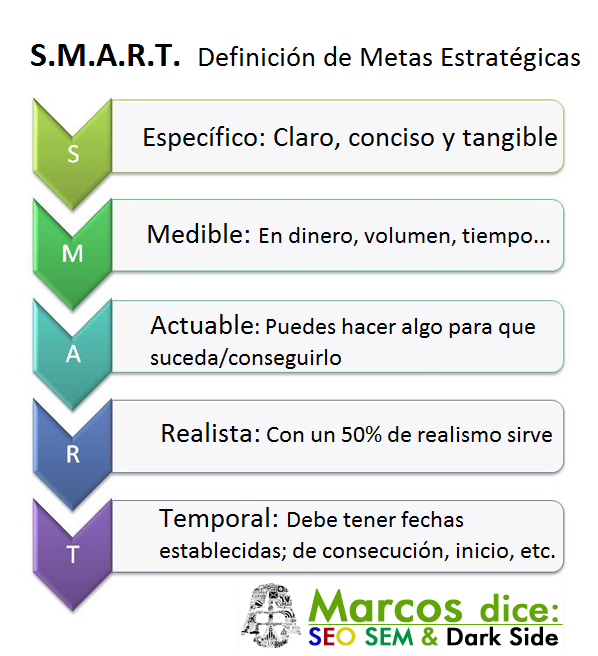 S.M.A.R.T. Definición de Metas Estratégicas
S
Específico: Claro, conciso y tangible
M
Medible: En dinero, volumen, tiempo...
A
Actuable: Puedes hacer algo para que
suceda/conseguirlo
R
Realista: Con un 50% de realismo sirve
T
Temporal: Debe tener fechas
establecidas; de consecución, inicio, etc.
Marcos dice:
SEO SEM & Dark Side